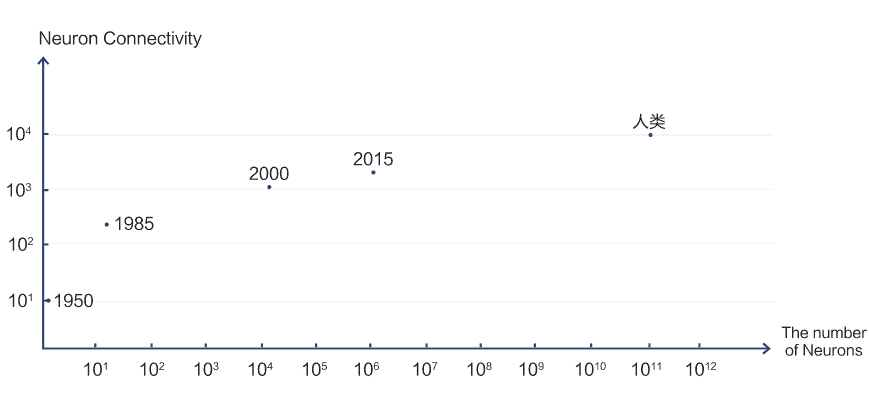 Neuron Connectivity
10⁴
人类
10³
2000
2015
10²
1985
10¹
1950
The number
of Neurons
10¹ 10² 10³ 10⁴ 10⁵ 10⁶ 10⁷ 10⁸ 10⁹ 10¹⁰ 10¹¹ 10¹²